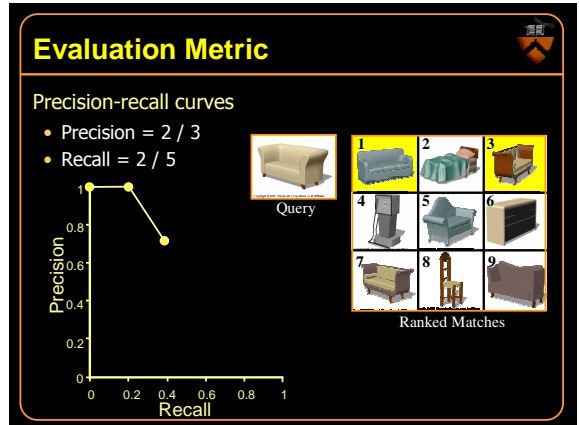 Evaluation Metric
Precision-recall curves
• Precision = 2 / 3
• Recall = 2 / 5
Query
1 2 3
4 5 6
7 8 9
Ranked Matches
Precision
1
0.8
0.6
0.4
0.2
0
0 0.2 0.4 0.6 0.8 1
Recall